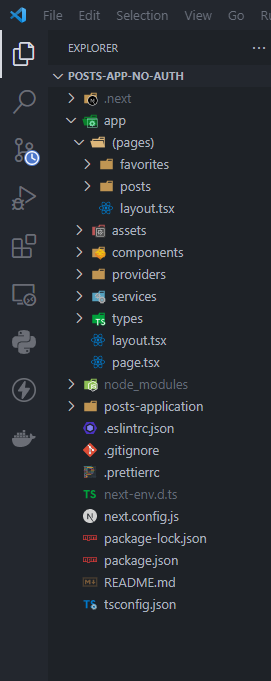 File Edit Selection View Go
EXPLORER
POSTS-APP-NO-AUTH
.next
app
(pages)
favorites
posts
layout.tsx
assets
components
providers
services
types
layout.tsx
page.tsx
node_modules
posts-application
.eslintrc.json
.gitignore
.prettierrc
TS next-env.d.ts
N next.config.js
package-lock.json
package.json
README.md
TS tsconfig.json